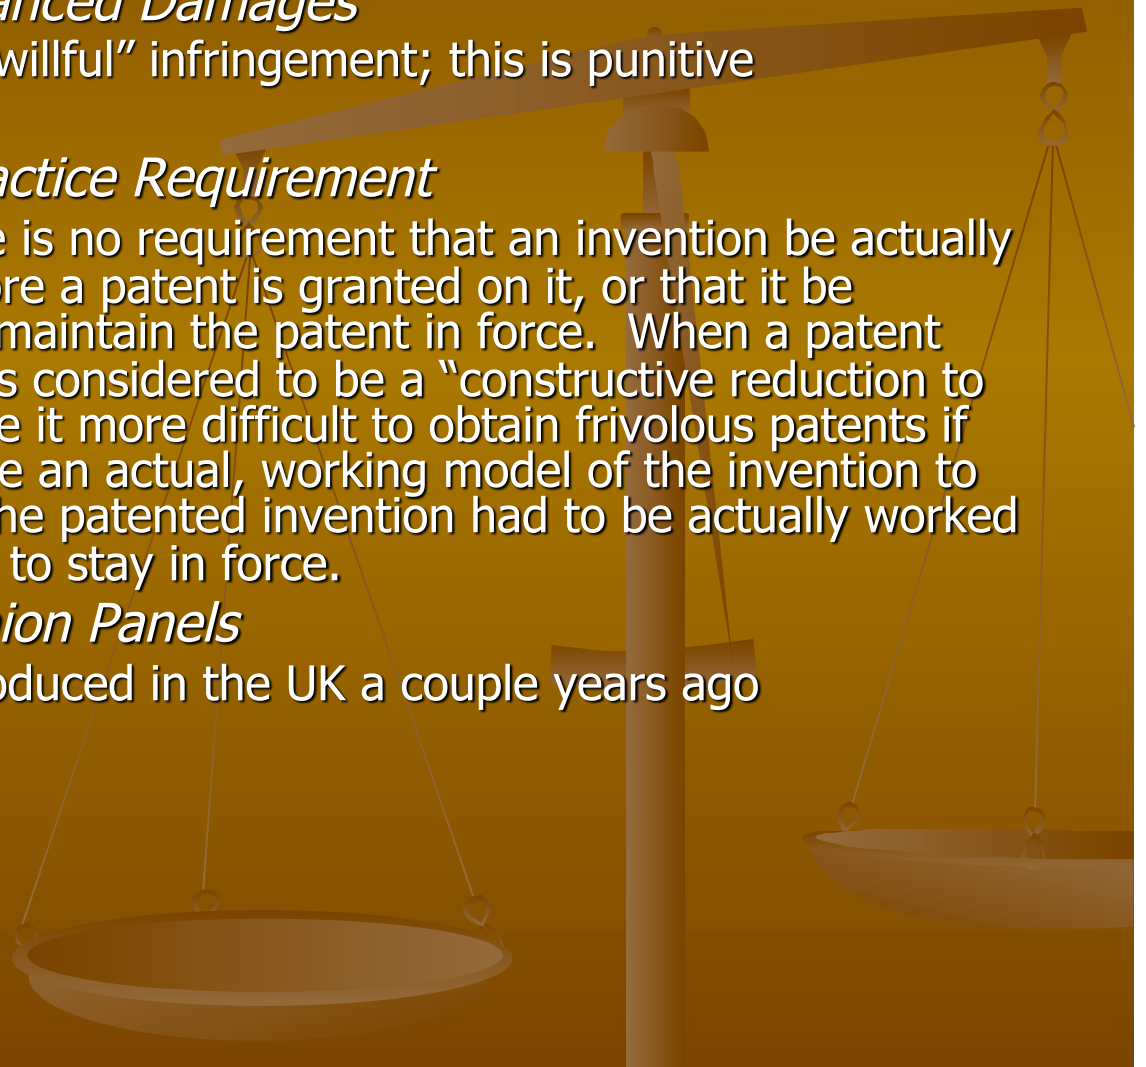 anced Damages
willful” infringement; this is punitive
actice Requirement
e is no requirement that an invention be actually
ore a patent is granted on it, or that it be
maintain the patent in force.  When a patent
s considered to be a “constructive reduction to
e it more difficult to obtain frivolous patents if
e an actual, working model of the invention to
he patented invention had to be actually worked
to stay in force.
nion Panels
oduced in the UK a couple years ago